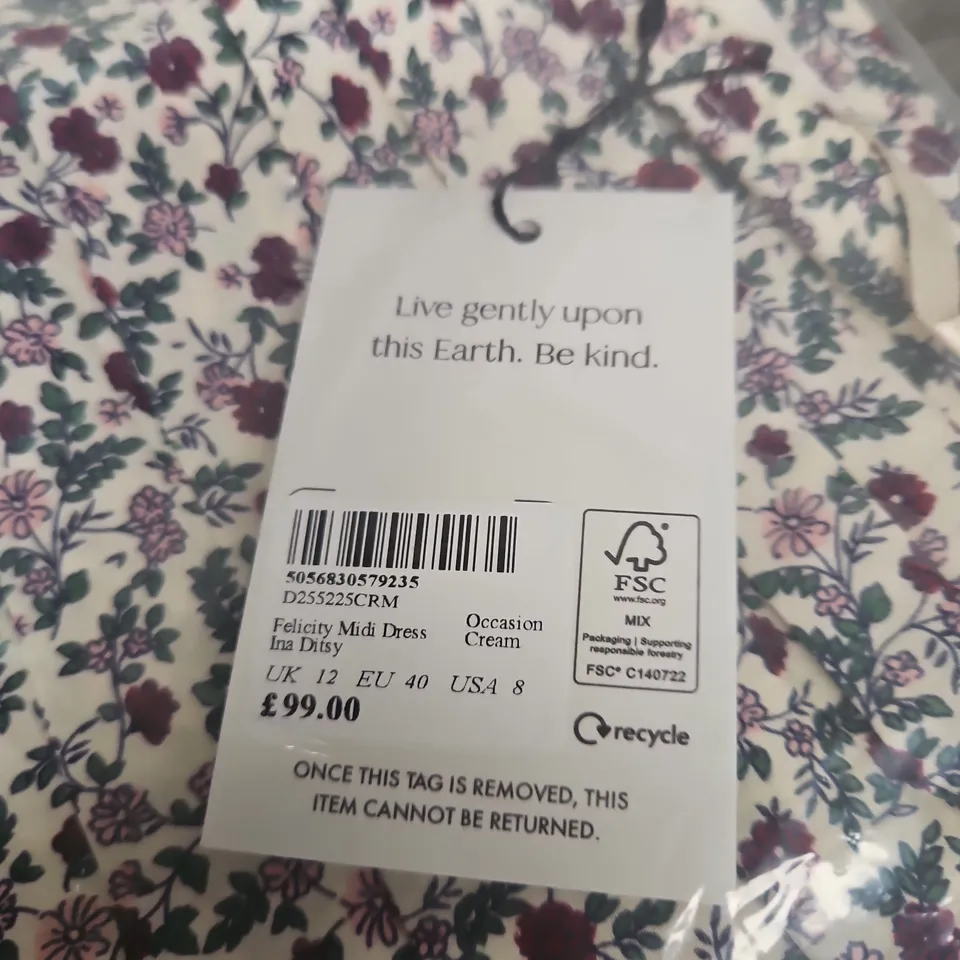 Live gently upon
this Earth. Be kind.
5056830579235
D255225CRM
Felicity Midi Dress Occasion
Ina Ditsy Cream
UK 12 EU 40 USA 8
£99.00
FSC
www.fsc.org
MIX
Packaging | Supporting
responsible forestry
FSC® C140722
recycle
ONCE THIS TAG IS REMOVED, THIS
ITEM CANNOT BE RETURNED.